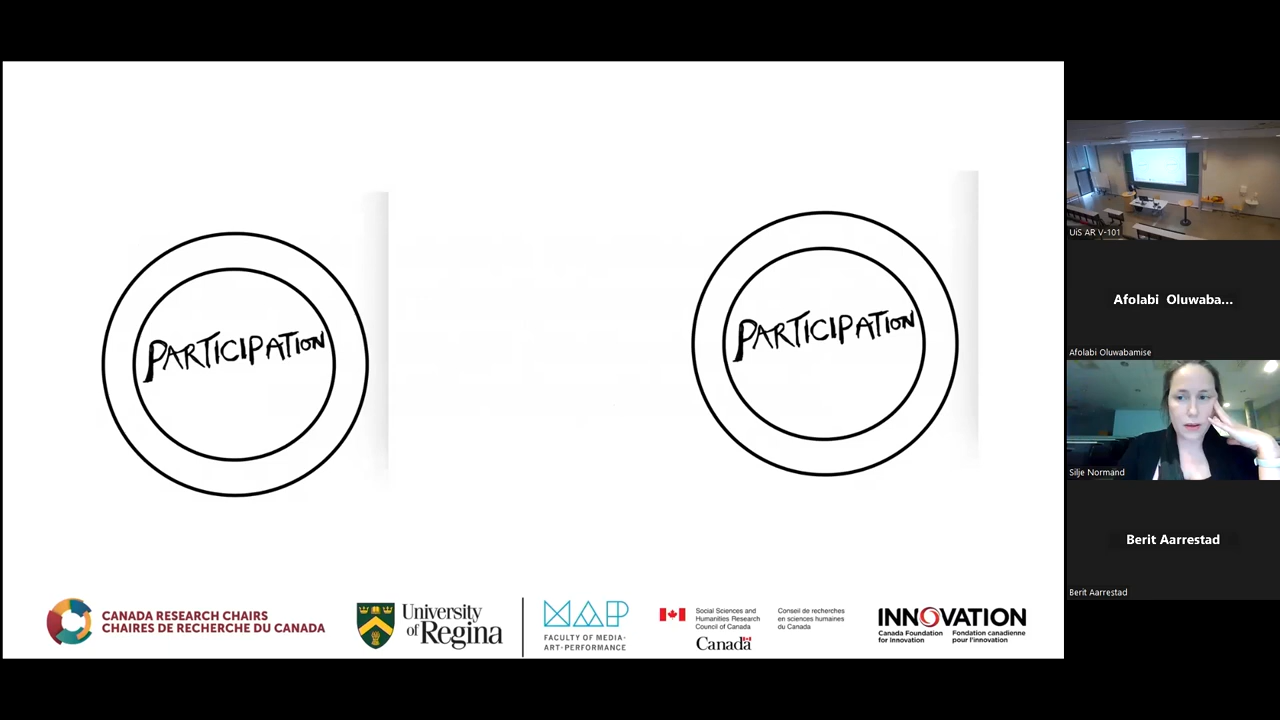 PARTICIPATION
PARTICIPATION
CANADA RESEARCH CHAIRS
CHAIRES DE RECHERCHE DU CANADA
University
of Regina
MAP
FACULTY OF MEDIA+
ART+PERFORMANCE
Social Sciences and
Humanities Research
Council of Canada
Conseil de recherches
en sciences humaines
du Canada
Canada
INNOVATION
Canada Foundation
for Innovation
Fondation canadienne
pour l'innovation
UiS AR V-101
Afolabi Oluwaba...
Afolabi Oluwabamise
Silje Normand
Berit Aarrestad
Berit Aarrestad